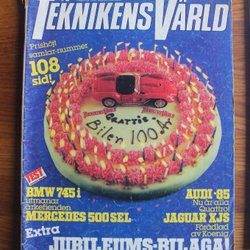 TEKNIKENS VÄRLD
Prishöjt
samlar-nummer
108
sid!
GRATTIS
Bilen 100 år
TEST
BMW 745 i
utmanar
ärkefienden
MERCEDES 500 SEL
AUDI-85
Nu är alla
Quattro!
JAGUAR XJS
Förädlad
av Koenig.
Extra
JUBILEUMS-BILAGA!